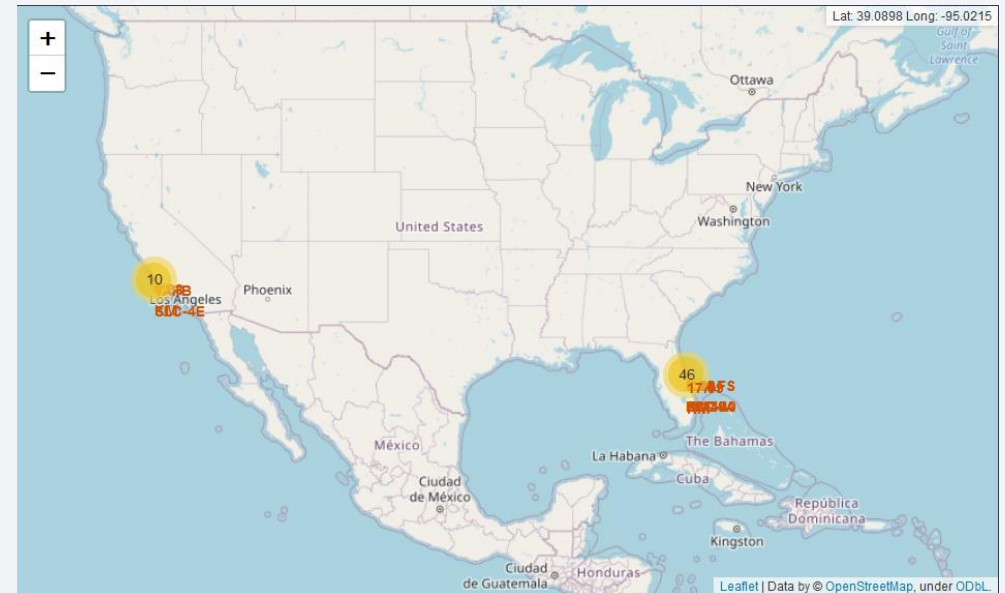 +
−
Lat: 39.0898 Long: -95.0215
Gulf of
Saint
Lawrence
Ottawa
New York
Washington
United States
10
Los Angeles
Phoenix
46
The Bahamas
La Habana
Cuba
México
Ciudad
de México
República
Dominicana
Kingston
Ciudad
de Guatemala
Honduras
Leaflet | Data by © OpenStreetMap, under ODbL.